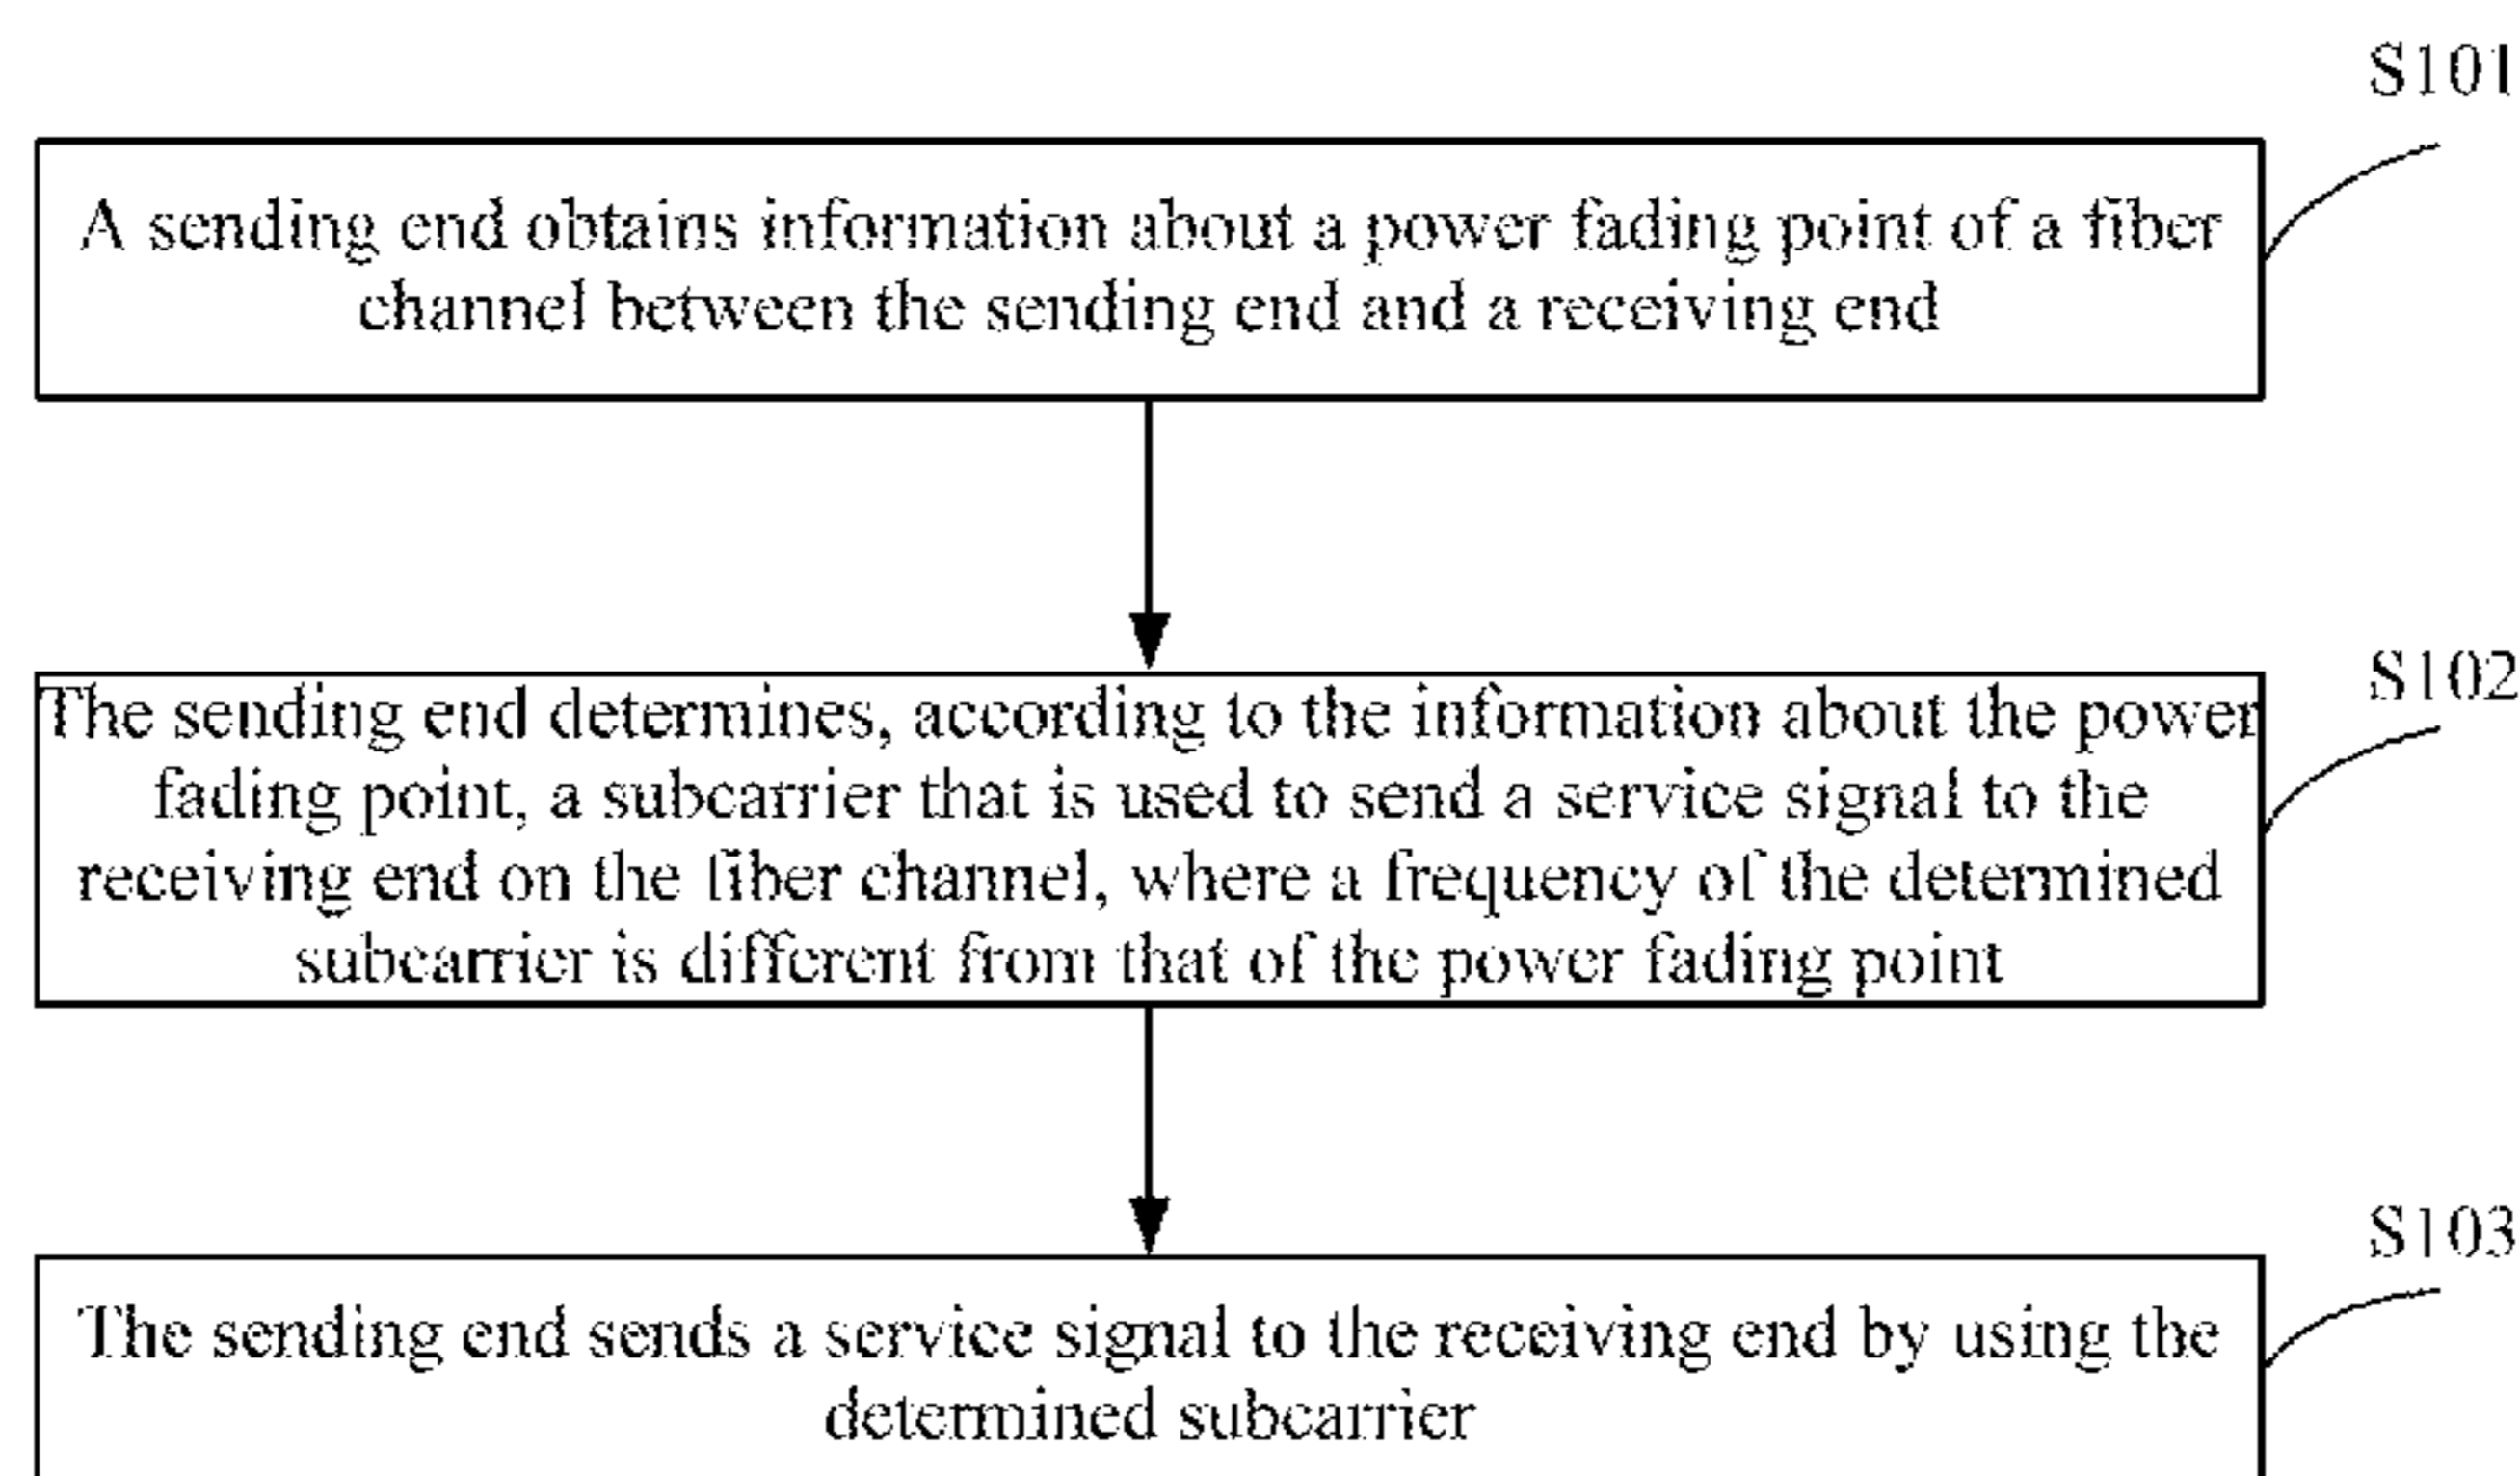 S101
A sending end obtains information about a power fading point of a fiber
channel between the sending end and a receiving end
S102
The sending end determines, according to the information about the power
fading point, a subcarrier that is used to send a service signal to the
receiving end on the fiber channel, where a frequency of the determined
subcarrier is different from that of the power fading point
S103
The sending end sends a service signal to the receiving end by using the
determined subcarrier